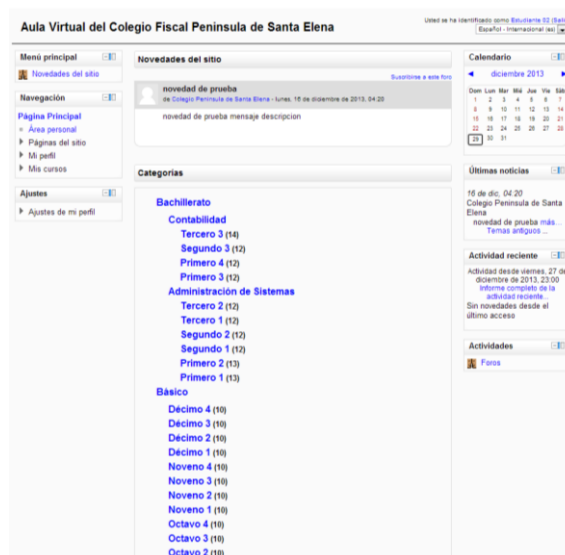 Aula Virtual del Colegio Fiscal Peninsula de Santa Elena
Usted se ha identificado como Estudiante 02 (Salir
Español - Internacional (es)
Menú principal
Novedades del sitio
Navegación
Página Principal
Área personal
Páginas del sitio
Mi perfil
Mis cursos
Ajustes
Ajustes de mi perfil
Novedades del sitio
Suscribirse a este foro
novedad de prueba
de Colegio Peninsula de Santa Elena - lunes, 16 de diciembre de 2013, 04:20
novedad de prueba mensaje descripcion
Categorías
Bachillerato
Contabilidad
Tercero 3 (14)
Segundo 3 (12)
Primero 4 (12)
Primero 3 (12)
Administración de Sistemas
Tercero 2 (12)
Tercero 1 (12)
Segundo 2 (12)
Segundo 1 (12)
Primero 2 (13)
Primero 1 (13)
Básico
Décimo 4 (10)
Décimo 3 (10)
Décimo 2 (10)
Décimo 1 (10)
Noveno 4 (10)
Noveno 3 (10)
Noveno 2 (10)
Noveno 1 (10)
Octavo 4 (10)
Octavo 3 (10)
Octavo 2 (10)
Calendario
diciembre 2013
Dom Lun Mar Mié Jue Vie Sáb
1 2 3 4 5 6 7
8 9 10 11 12 13 14
15 16 17 18 19 20 21
22 23 24 25 26 27 28
29 30 31
Últimas noticias
16 de dic, 04:20
Colegio Peninsula de Santa
Elena
novedad de prueba más...
Temas antiguos ...
Actividad reciente
Actividad desde viernes, 27 de
diciembre de 2013, 23:00
Informe completo de la
actividad reciente...
Sin novedades desde el
último acceso
Actividades
Foros